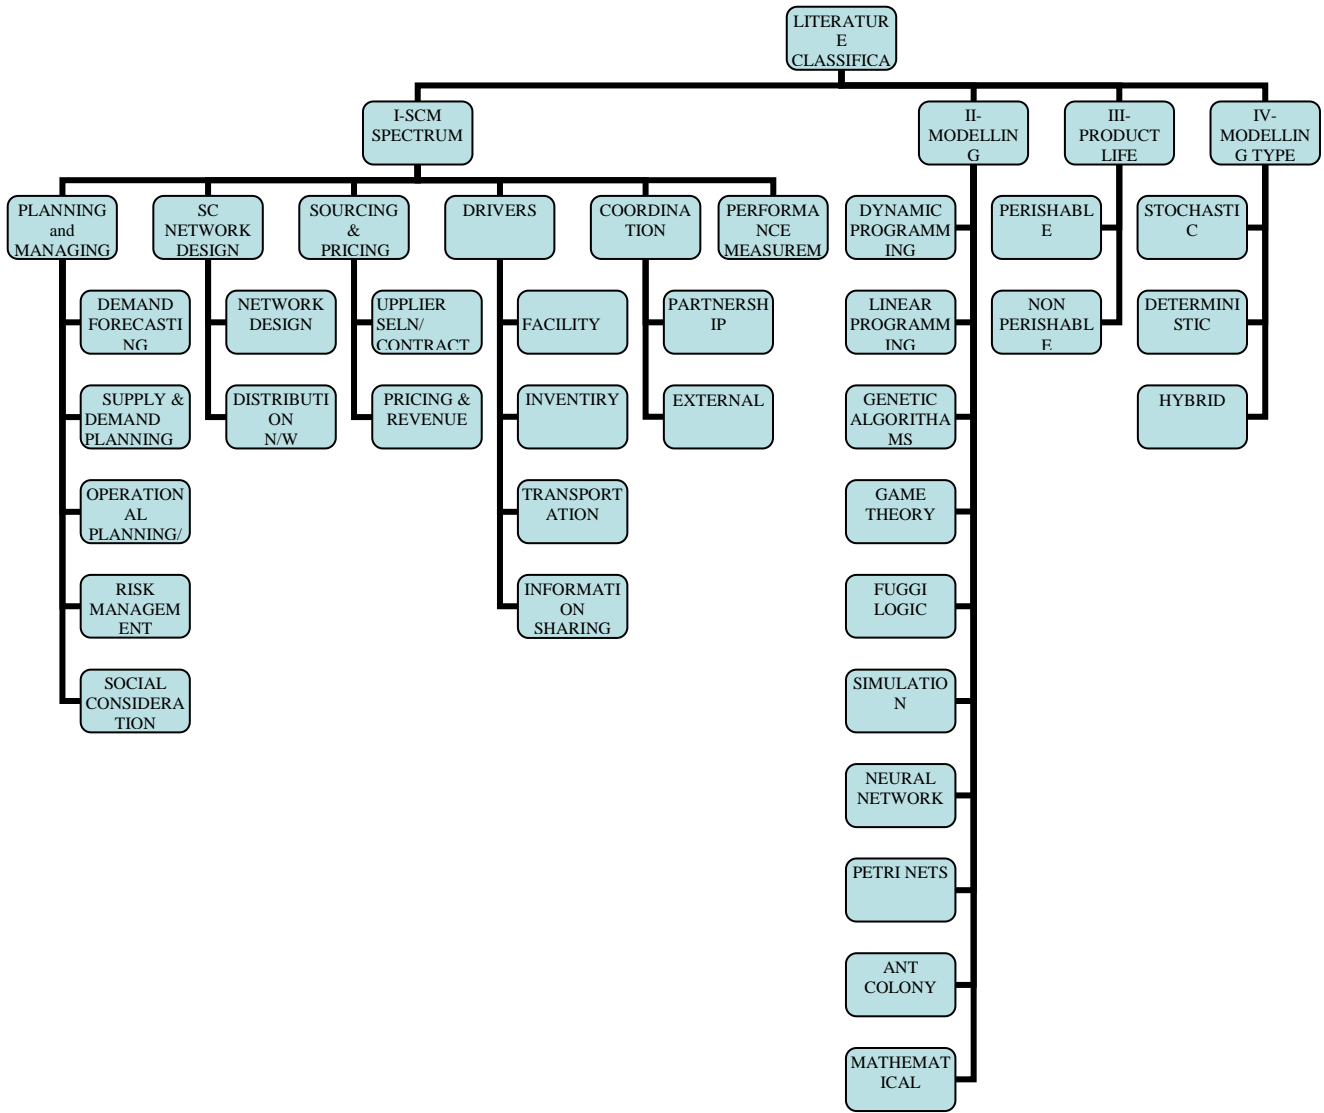 LITERATUR
E
CLASSIFICA
I-SCM
SPECTRUM
II-
MODELLIN
G
III-
PRODUCT
LIFE
IV-
MODELLIN
G TYPE
PLANNING
and
MANAGING
SC
NETWORK
DESIGN
SOURCING
&
PRICING
DRIVERS
COORDINA
TION
PERFORMA
NCE
MEASUREM
DYNAMIC
PROGRAMM
ING
PERISHABL
E
STOCHASTI
C
DEMAND
FORECASTI
NG
NETWORK
DESIGN
UPPLIER
SELN/
CONTRACT
FACILITY
PARTNERSH
IP
LINEAR
PROGRAMM
ING
NON
PERISHABL
E
DETERMINI
STIC
SUPPLY &
DEMAND
PLANNING
DISTRIBUTI
ON
N/W
PRICING &
REVENUE
INVENTIRY
EXTERNAL
GENETIC
ALGORITHA
MS
HYBRID
OPERATION
AL
PLANNING/
TRANSPORT
ATION
GAME
THEORY
RISK
MANAGEM
ENT
INFORMATI
ON
SHARING
FUGGI
LOGIC
SOCIAL
CONSIDERA
TION
SIMULATIO
N
NEURAL
NETWORK
PETRI NETS
ANT
COLONY
MATHEMAT
ICAL